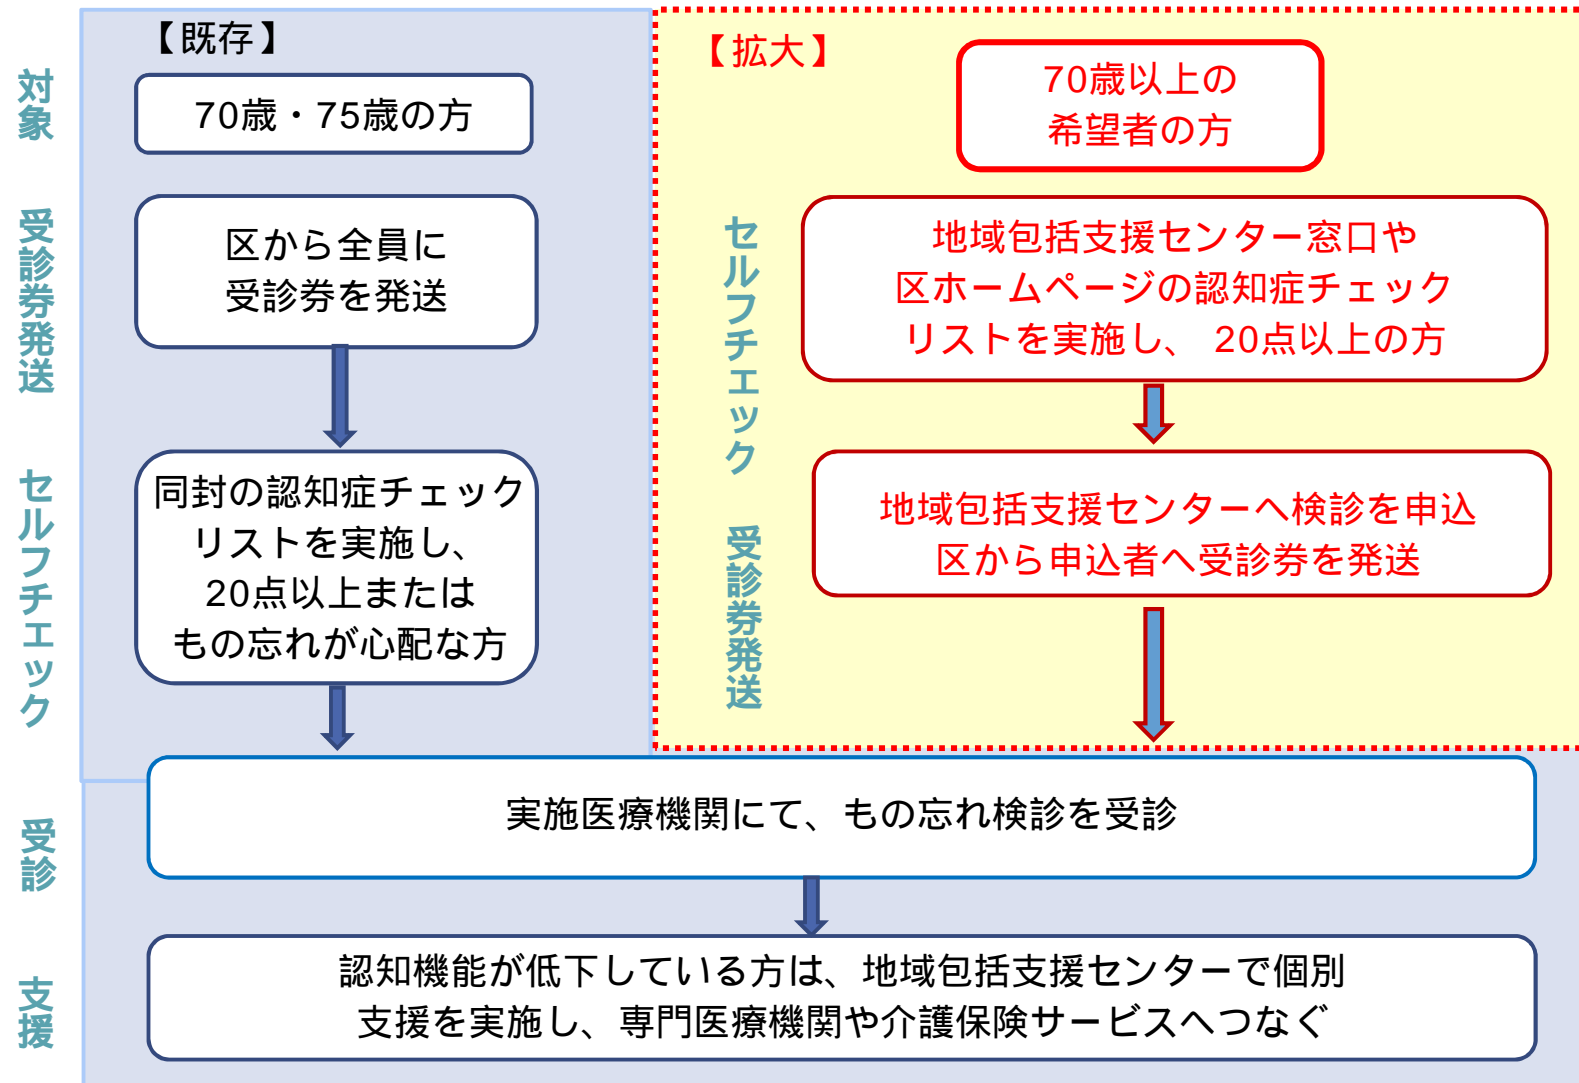 対象
【既存】
70歳・75歳の方
受診券発送
区から全員に
受診券を発送
セルフチェック
同封の認知症チェック
リストを実施し、
20点以上または
もの忘れが心配な方
【拡大】
70歳以上の
希望者の方
セルフチェック
地域包括支援センター窓口や
区ホームページの認知症チェック
リストを実施し、 20点以上の方
受診券発送
地域包括支援センターへ検診を申込
区から申込者へ受診券を発送
受診
実施医療機関にて、もの忘れ検診を受診
支援
認知機能が低下している方は、地域包括支援センターで個別
支援を実施し、専門医療機関や介護保険サービスへつなぐ